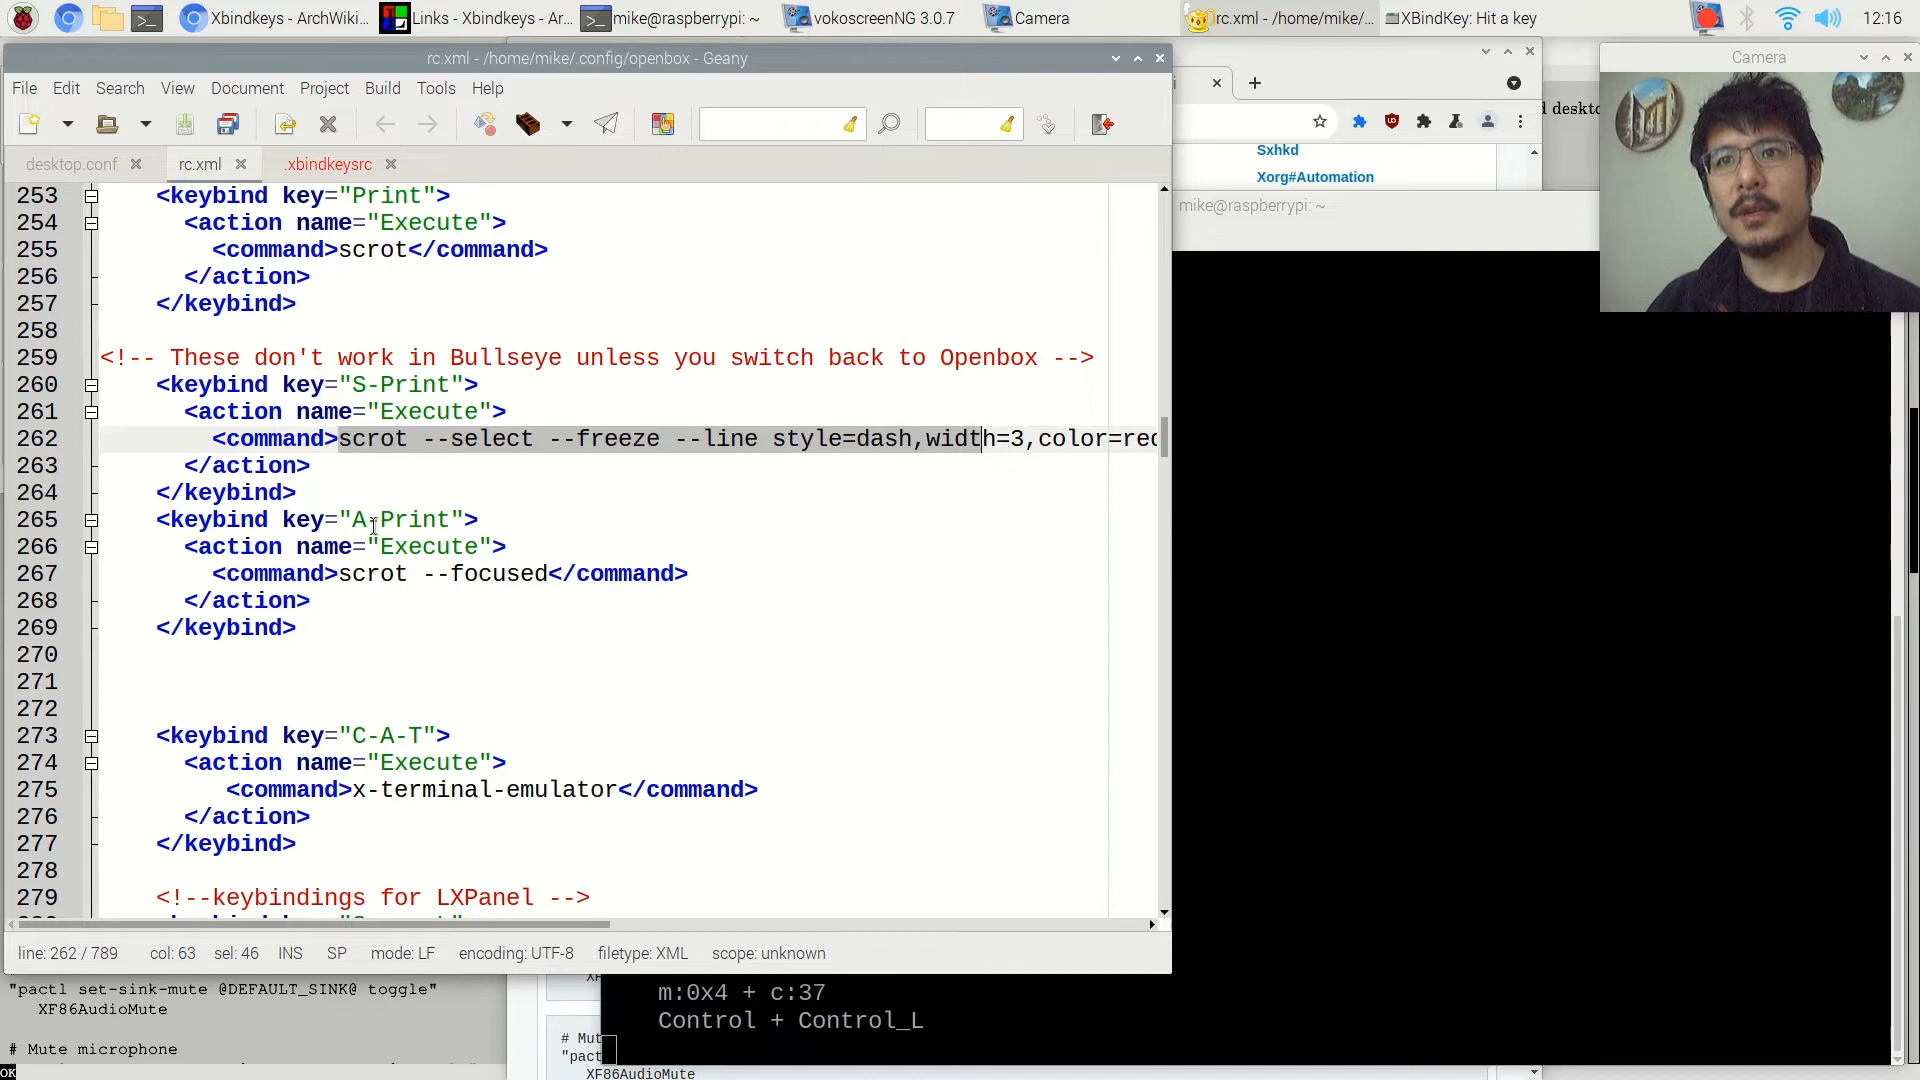 Xbindkeys - ArchWiki...
Links - Xbindkeys - Ar...
mike@raspberrypi: ~
vokoscreenNG 3.0.7
Camera
rc.xml - /home/mike/...
XBindKey: Hit a key
12:16
rc.xml - /home/mike/.config/openbox - Geany
File Edit Search View Document Project Build Tools Help
desktop.conf rc.xml .xbindkeysrc
253 <keybind key="Print">
254 <action name="Execute">
255 <command>scrot</command>
256 </action>
257 </keybind>
258
259 <!-- These don't work in Bullseye unless you switch back to Openbox -->
260 <keybind key="S-Print">
261 <action name="Execute">
262 <command>scrot --select --freeze --line style=dash,width=3,color=red
263 </action>
264 </keybind>
265 <keybind key="A-Print">
266 <action name="Execute">
267 <command>scrot --focused</command>
268 </action>
269 </keybind>
270
271
272
273 <keybind key="C-A-T">
274 <action name="Execute">
275 <command>x-terminal-emulator</command>
276 </action>
277 </keybind>
278
279 <!--keybindings for LXPanel -->
line: 262 / 789 col: 63 sel: 46 INS SP mode: LF encoding: UTF-8 filetype: XML scope: unknown
Camera
Sxhkd
Xorg#Automation
mike@raspberrypi: ~
"pactl set-sink-mute @DEFAULT_SINK@ toggle"
XF86AudioMute
# Mute microphone
OK
# Mut
"pact
XF86AudioMute
m:0x4 + c:37
Control + Control_L